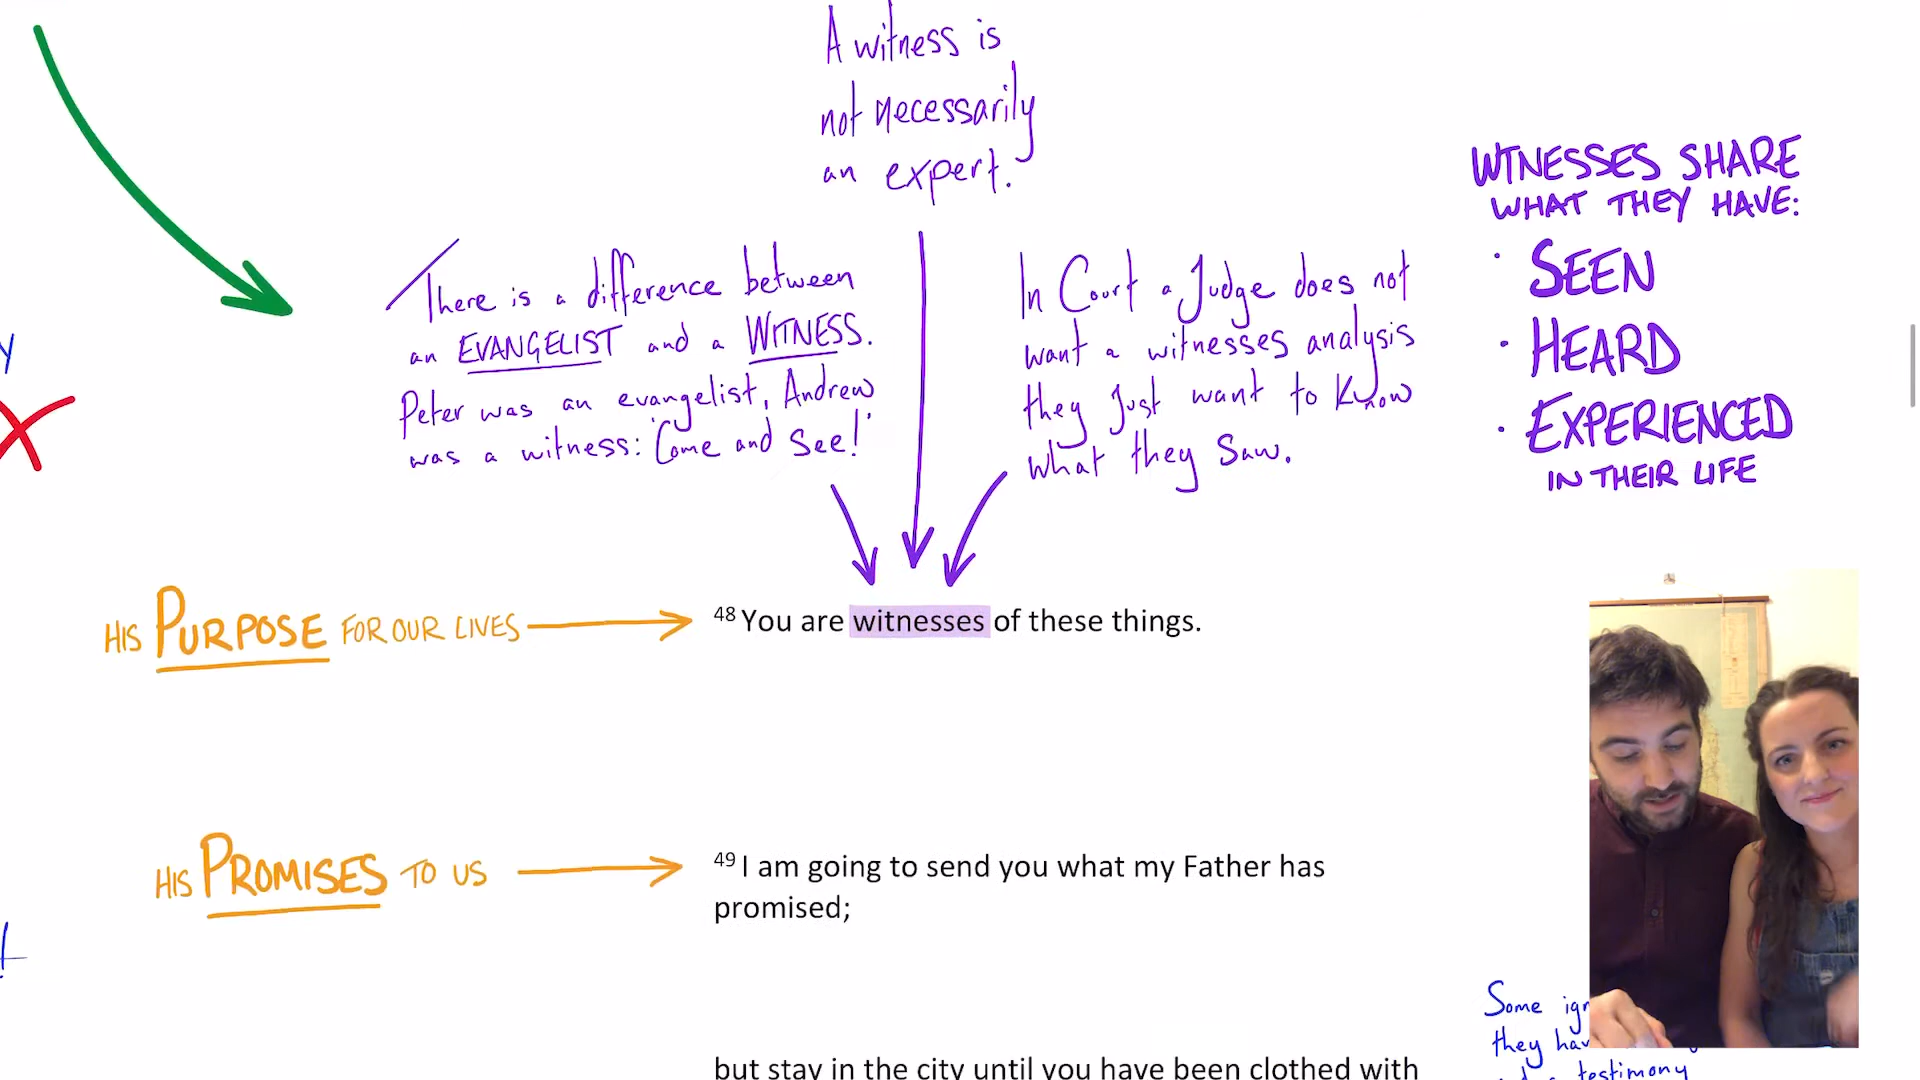 A witness is
not necessarily
an expert.
There is a difference between
an EVANGELIST and a WITNESS.
Peter was an evangelist, Andrew
was a witness: 'Come and See!'
In Court a Judge does not
want a witnesses analysis
they Just want to Know
what they Saw.
WITNESSES SHARE
WHAT THEY HAVE:
· SEEN
· HEARD
· EXPERIENCED
IN THEIR LIFE
HIS PURPOSE FOR OUR LIVES
48 You are witnesses of these things.
HIS PROMISES TO US
49 I am going to send you what my Father has
promised;
but stay in the city until you have been clothed with
Some
they
testimony